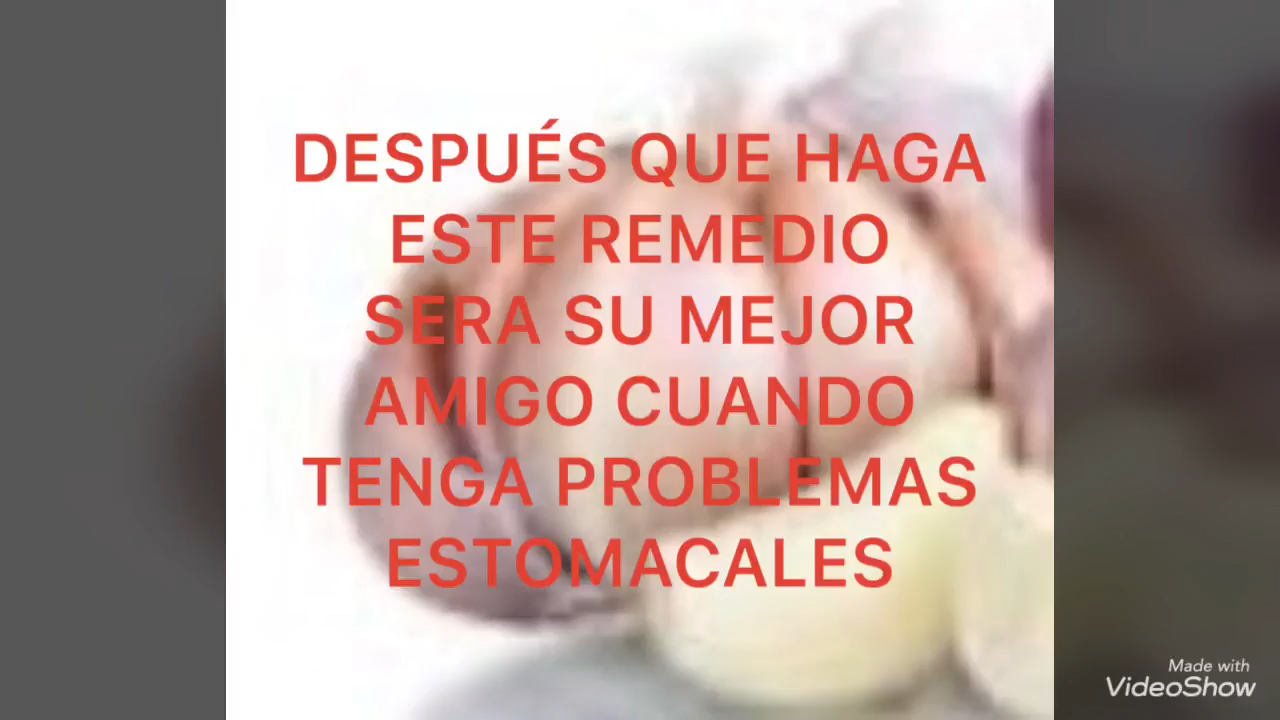 DESPUÉS QUE HAGA
ESTE REMEDIO
SERA SU MEJOR
AMIGO CUANDO
TENGA PROBLEMAS
ESTOMACALES
Made with
VideoShow